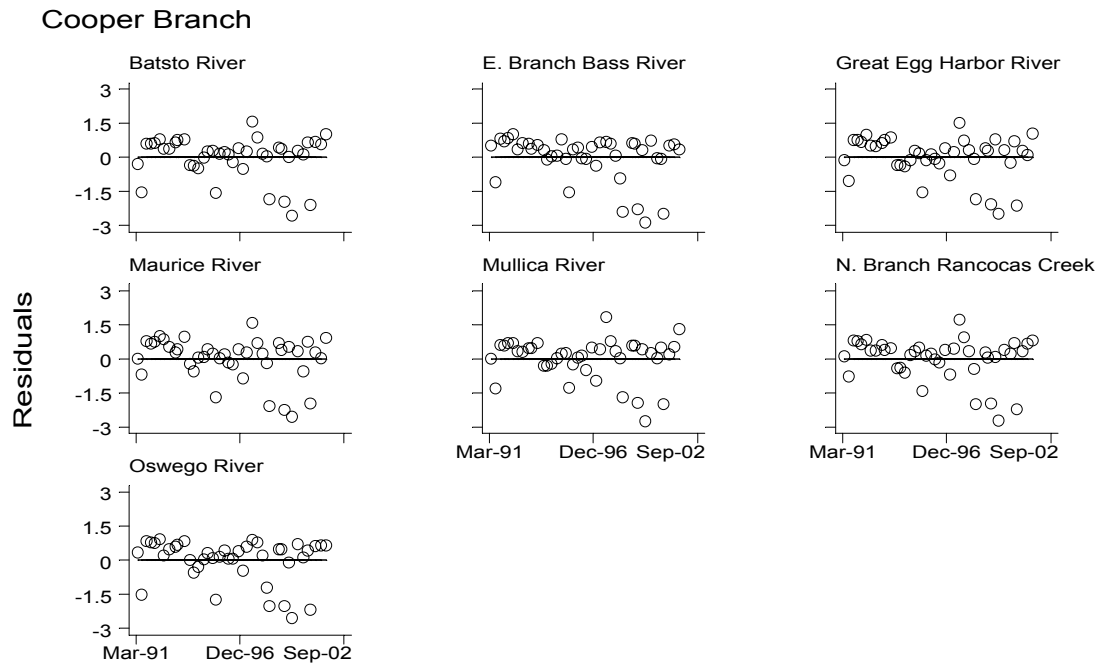 Cooper Branch
Residuals
Batsto River
3
1.5
0
-1.5
-3
E. Branch Bass River
Great Egg Harbor River
Maurice River
3
1.5
0
-1.5
-3
Mullica River
Mar-91 Dec-96 Sep-02
N. Branch Rancocas Creek
Mar-91 Dec-96 Sep-02
Oswego River
3
1.5
0
-1.5
-3
Mar-91 Dec-96 Sep-02